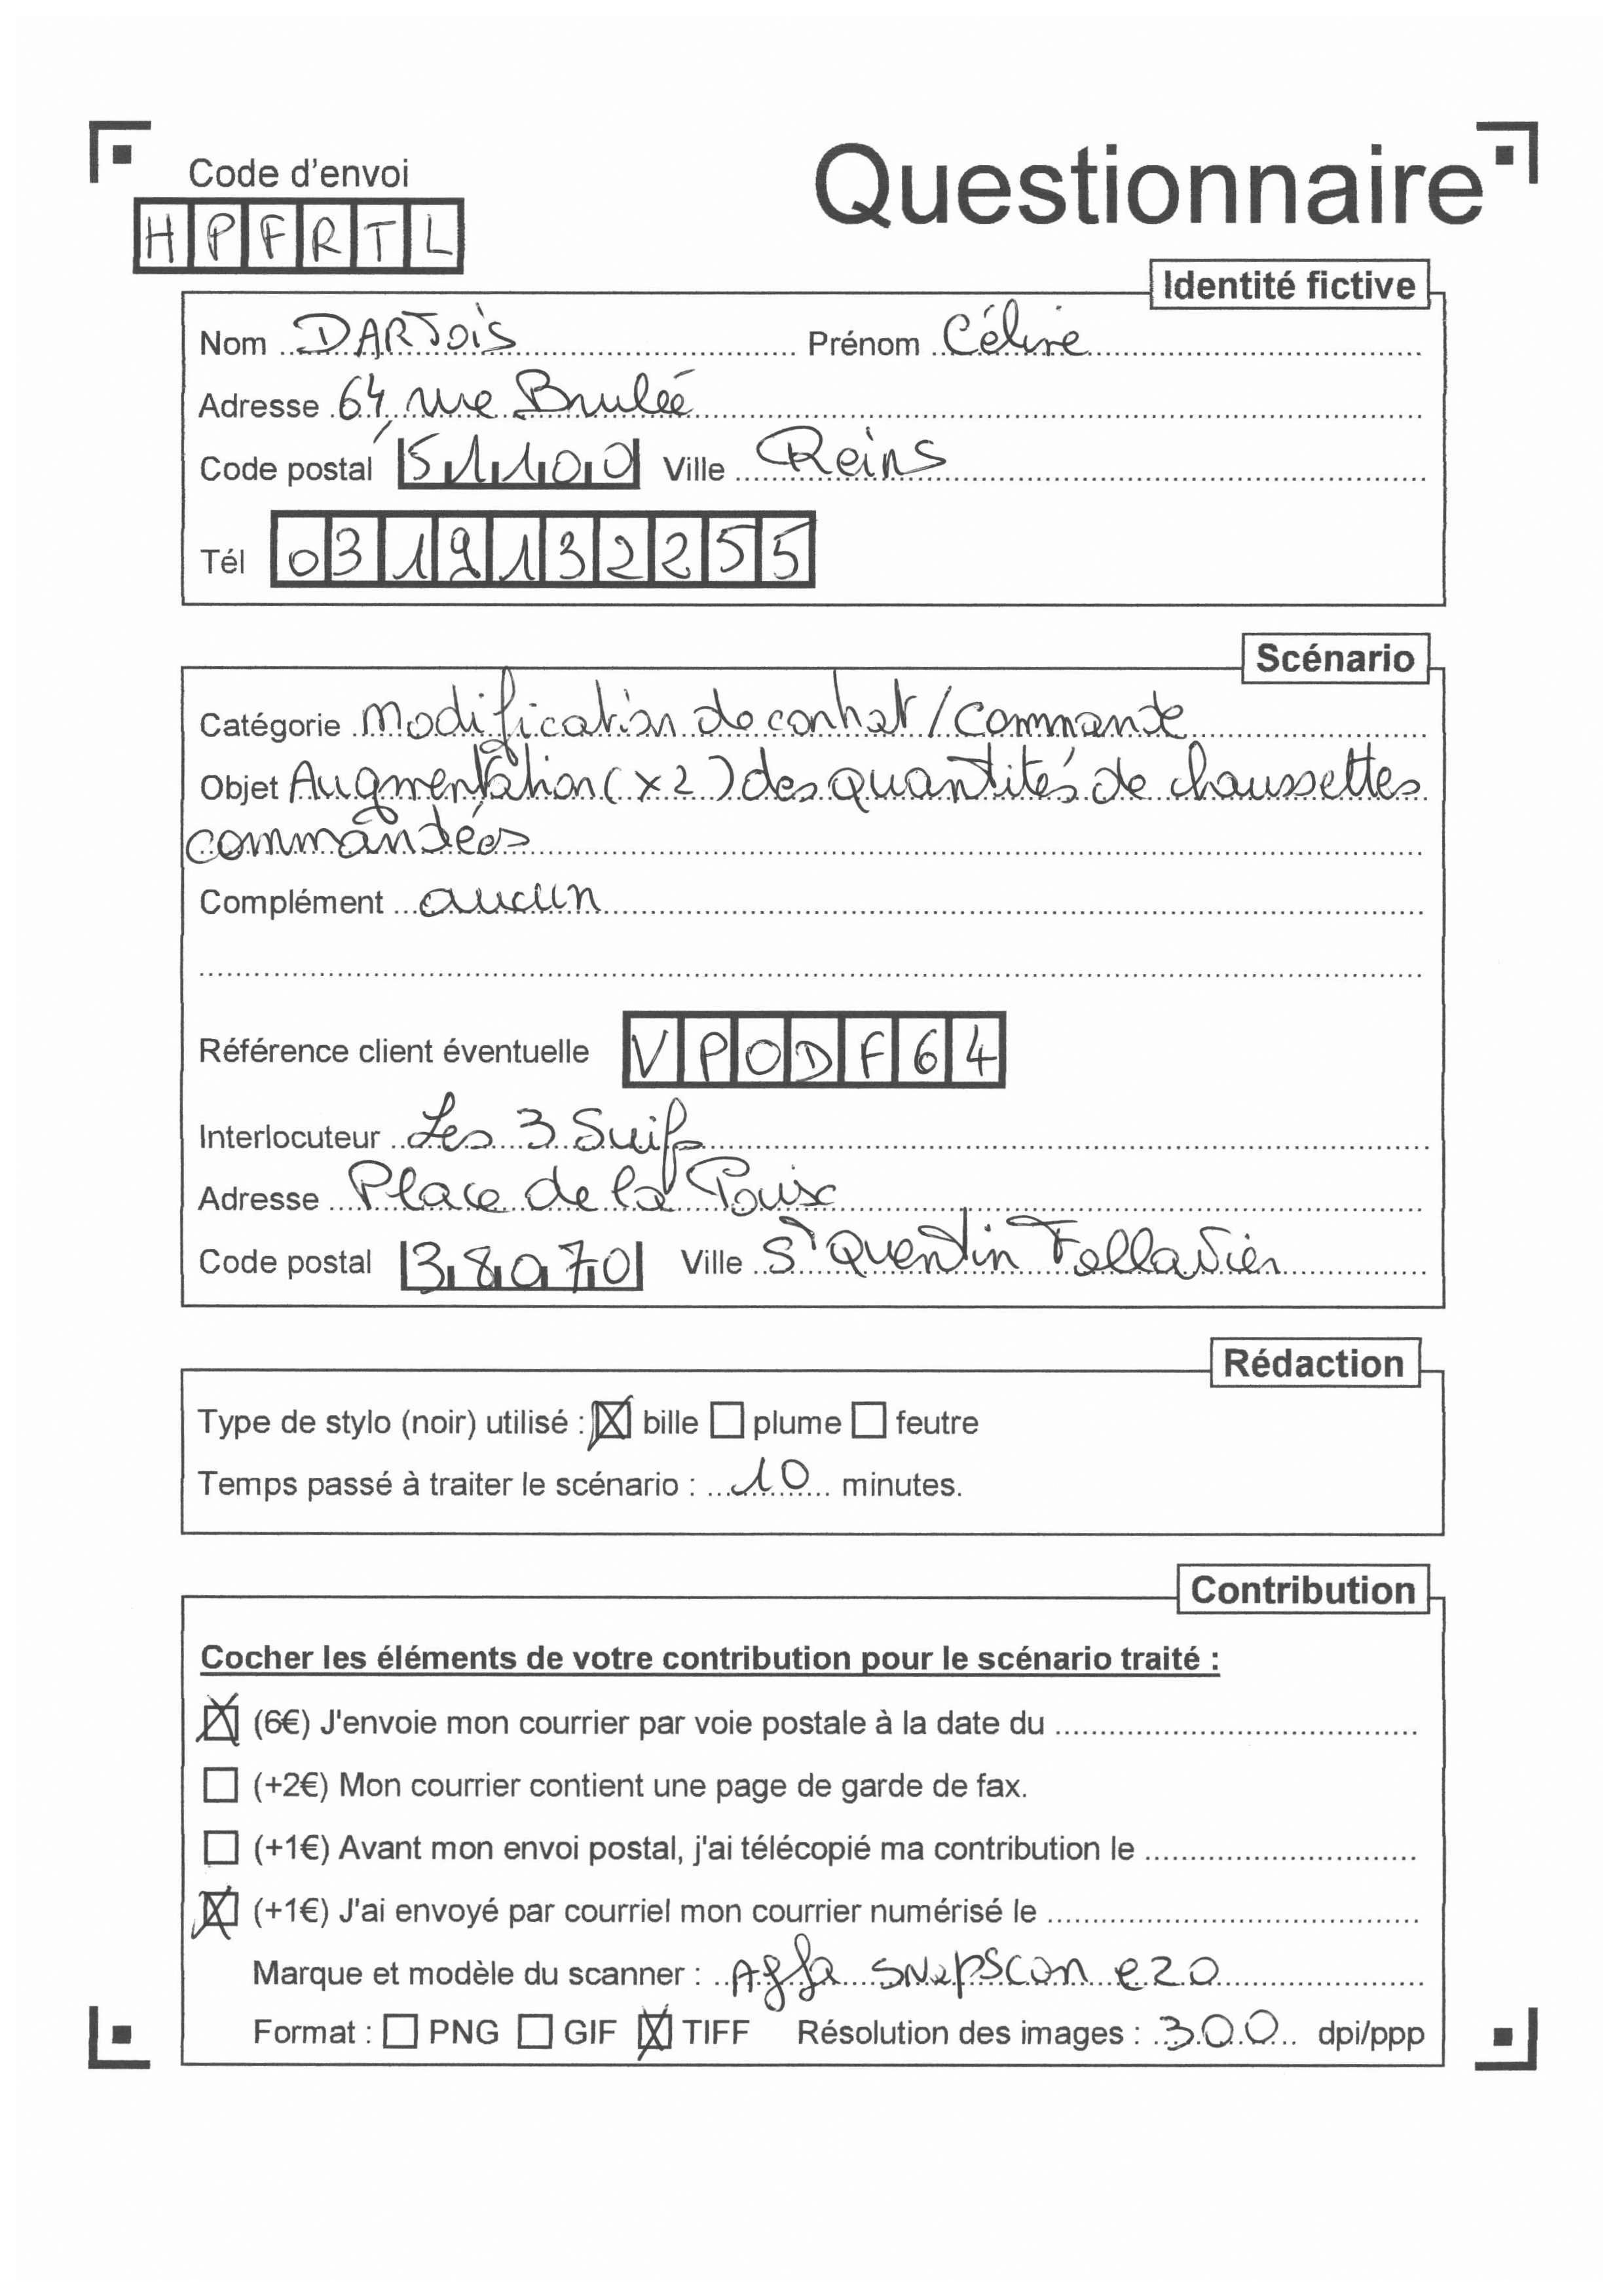 Code d'envoi
Questionnaire
HPFRTL
Identité fictive
Nom DARJOIS Prénom Céline
Adresse 64 rue Brulée
Code postal 51100 Ville Reins
Tél 0319132255
Scénario
Catégorie Modification de contrat / commande
Objet Augmentation (x2) des quantités de chaussettes
commandées
Complément aucun
Référence client éventuelle VPODF64
Interlocuteur Les 3 Suifs
Adresse Place de la
Code postal 38070 Ville St Quentin Fallavier
Rédaction
Type de stylo (noir) utilisé : ☒ bille ☐ plume ☐ feutre
Temps passé à traiter le scénario : 10 minutes.
Contribution
Cocher les éléments de votre contribution pour le scénario traité :
☒ (6€) J'envoie mon courrier par voie postale à la date du
☐ (+2€) Mon courrier contient une page de garde de fax.
☐ (+1€) Avant mon envoi postal, j'ai télécopié ma contribution le
☒ (+1€) J'ai envoyé par courriel mon courrier numérisé le
Marque et modèle du scanner : Agfa SNapScan e20
Format : ☐ PNG ☐ GIF ☒ TIFF Résolution des images : 300 dpi/ppp